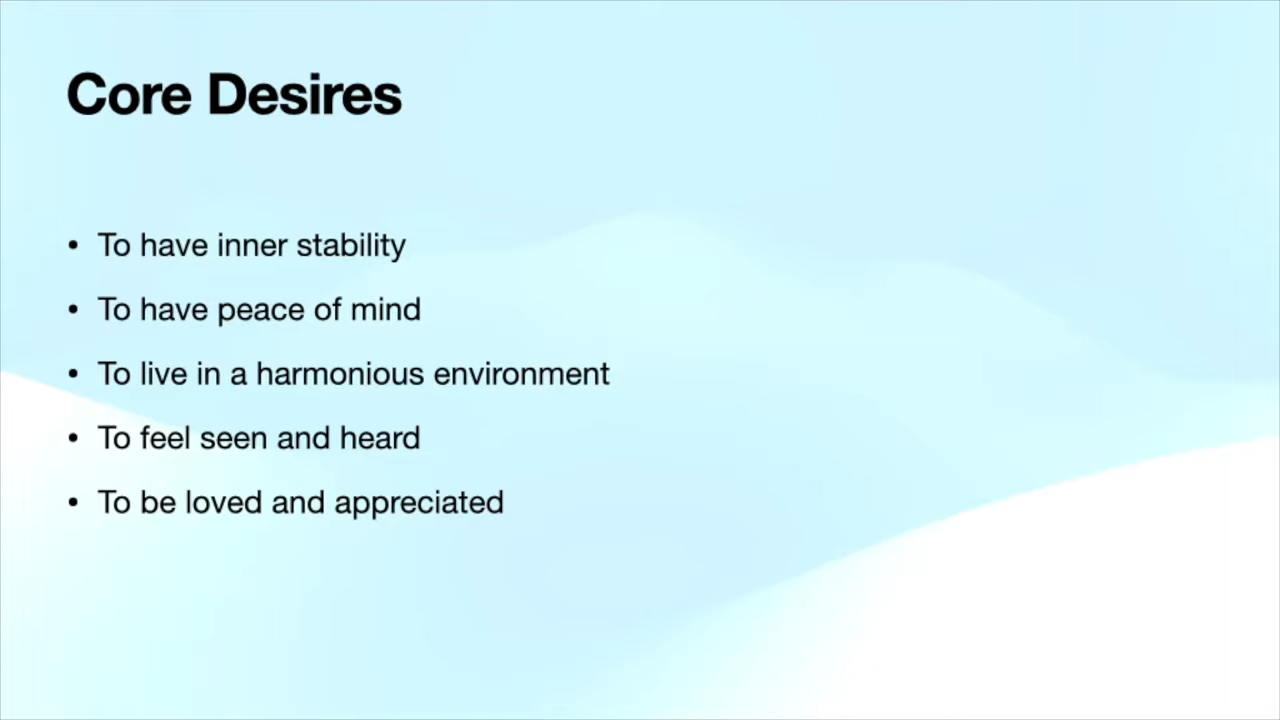 Core Desires
• To have inner stability
• To have peace of mind
• To live in a harmonious environment
• To feel seen and heard
• To be loved and appreciated